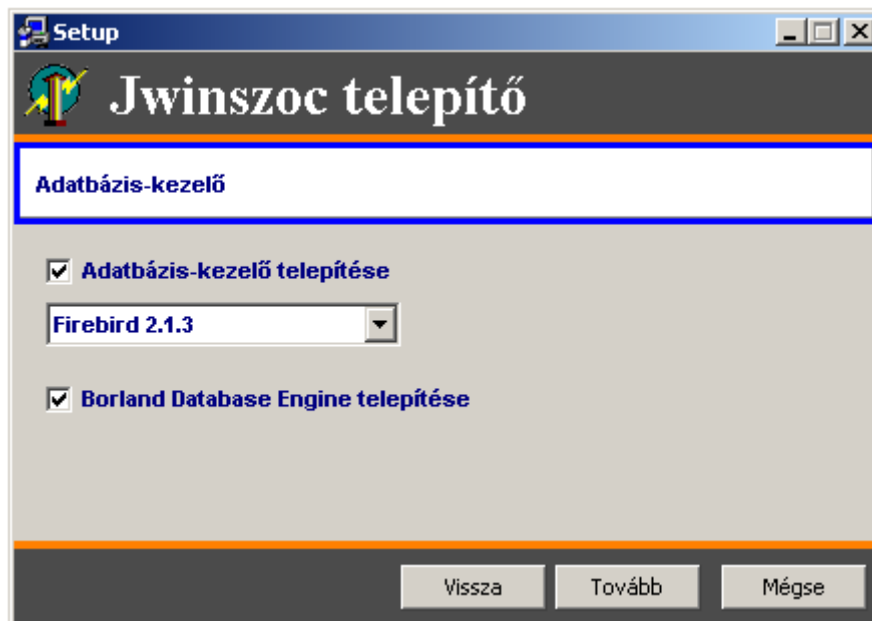 Setup
Jwinszoc telepítő
Adatbázis-kezelő
Adatbázis-kezelő telepítése
Firebird 2.1.3
Borland Database Engine telepítése
Vissza Tovább Mégse